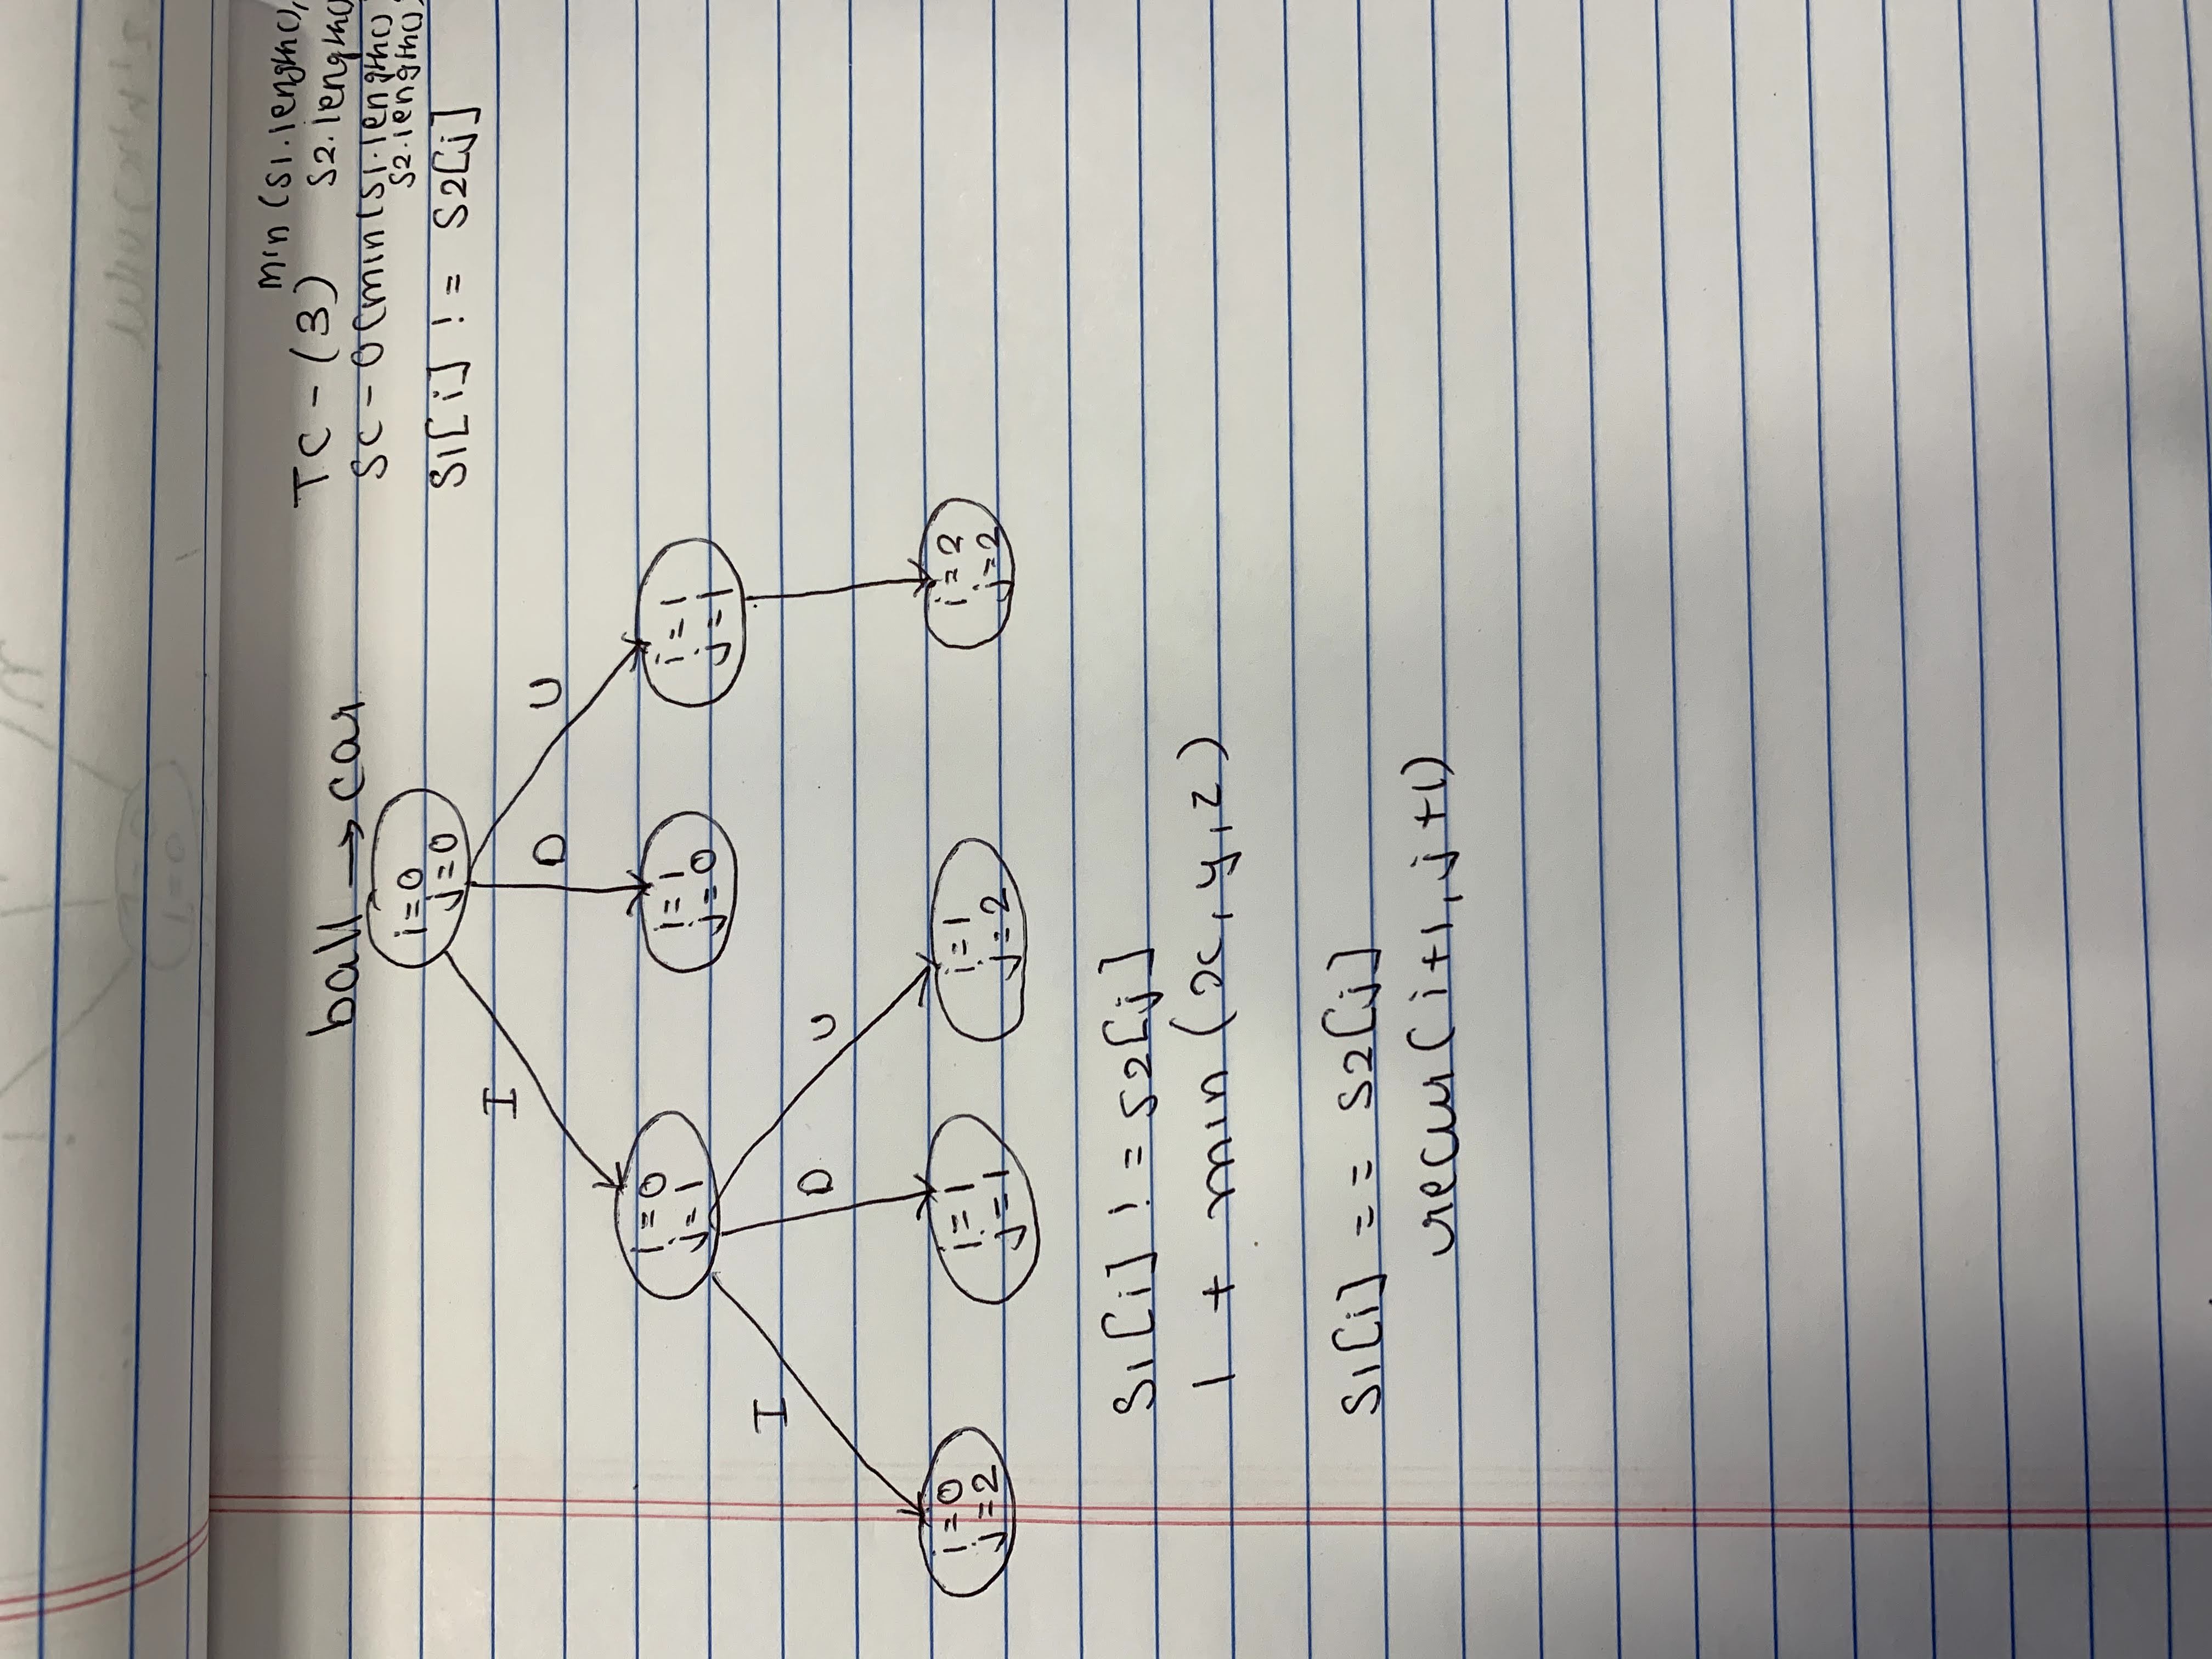 ball → car
TC - (3) min (S1.length(),
S2.length()
SC - O(min(S1.length()
S2.length()
S1[i] != S2[j]
i=0
j=0
I
D
U
i=0
j=1
i=1
j=0
i=1
j=1
I
D
U
i=0
j=2
i=1
j=1
i=1
j=2
i=2
j=2
S1[i] != S2[j]
1 + min(x, y, z)
S1[i] == S2[j]
recur(i+1, j+1)